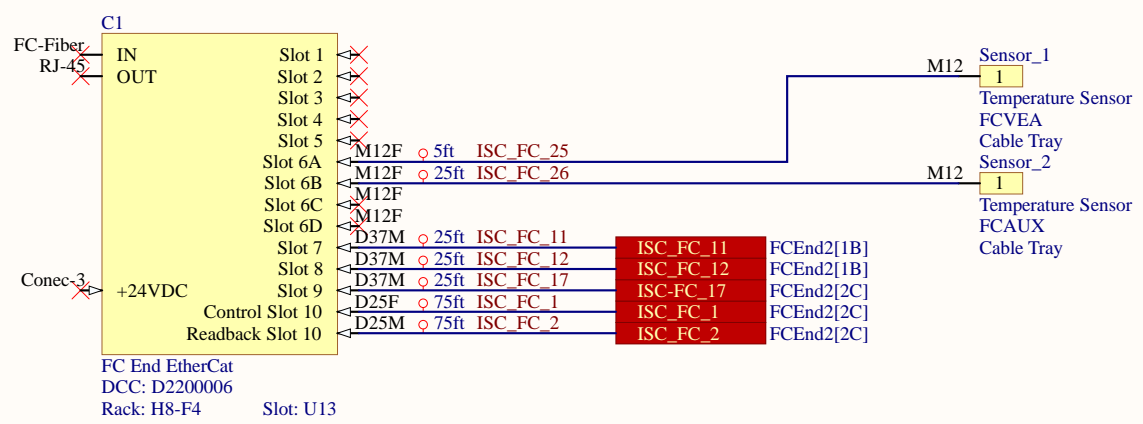 C1
FC-Fiber
RJ-45
IN
OUT
Conec-3
+24VDC
Slot 1
Slot 2
Slot 3
Slot 4
Slot 5
Slot 6A M12F 5ft ISC_FC_25
Slot 6B M12F 25ft ISC_FC_26
Slot 6C M12F
Slot 6D M12F
Slot 7 D37M 25ft ISC_FC_11 ISC_FC_11 FCEnd2[1B]
Slot 8 D37M 25ft ISC_FC_12 ISC_FC_12 FCEnd2[1B]
Slot 9 D37M 25ft ISC_FC_17 ISC-FC_17 FCEnd2[2C]
Control Slot 10 D25F 75ft ISC_FC_1 ISC_FC_1 FCEnd2[2C]
Readback Slot 10 D25M 75ft ISC_FC_2 ISC_FC_2 FCEnd2[2C]
FC End EtherCat
DCC: D2200006
Rack: H8-F4 Slot: U13
Sensor_1
M12 1
Temperature Sensor
FCVEA
Cable Tray
Sensor_2
M12 1
Temperature Sensor
FCAUX
Cable Tray